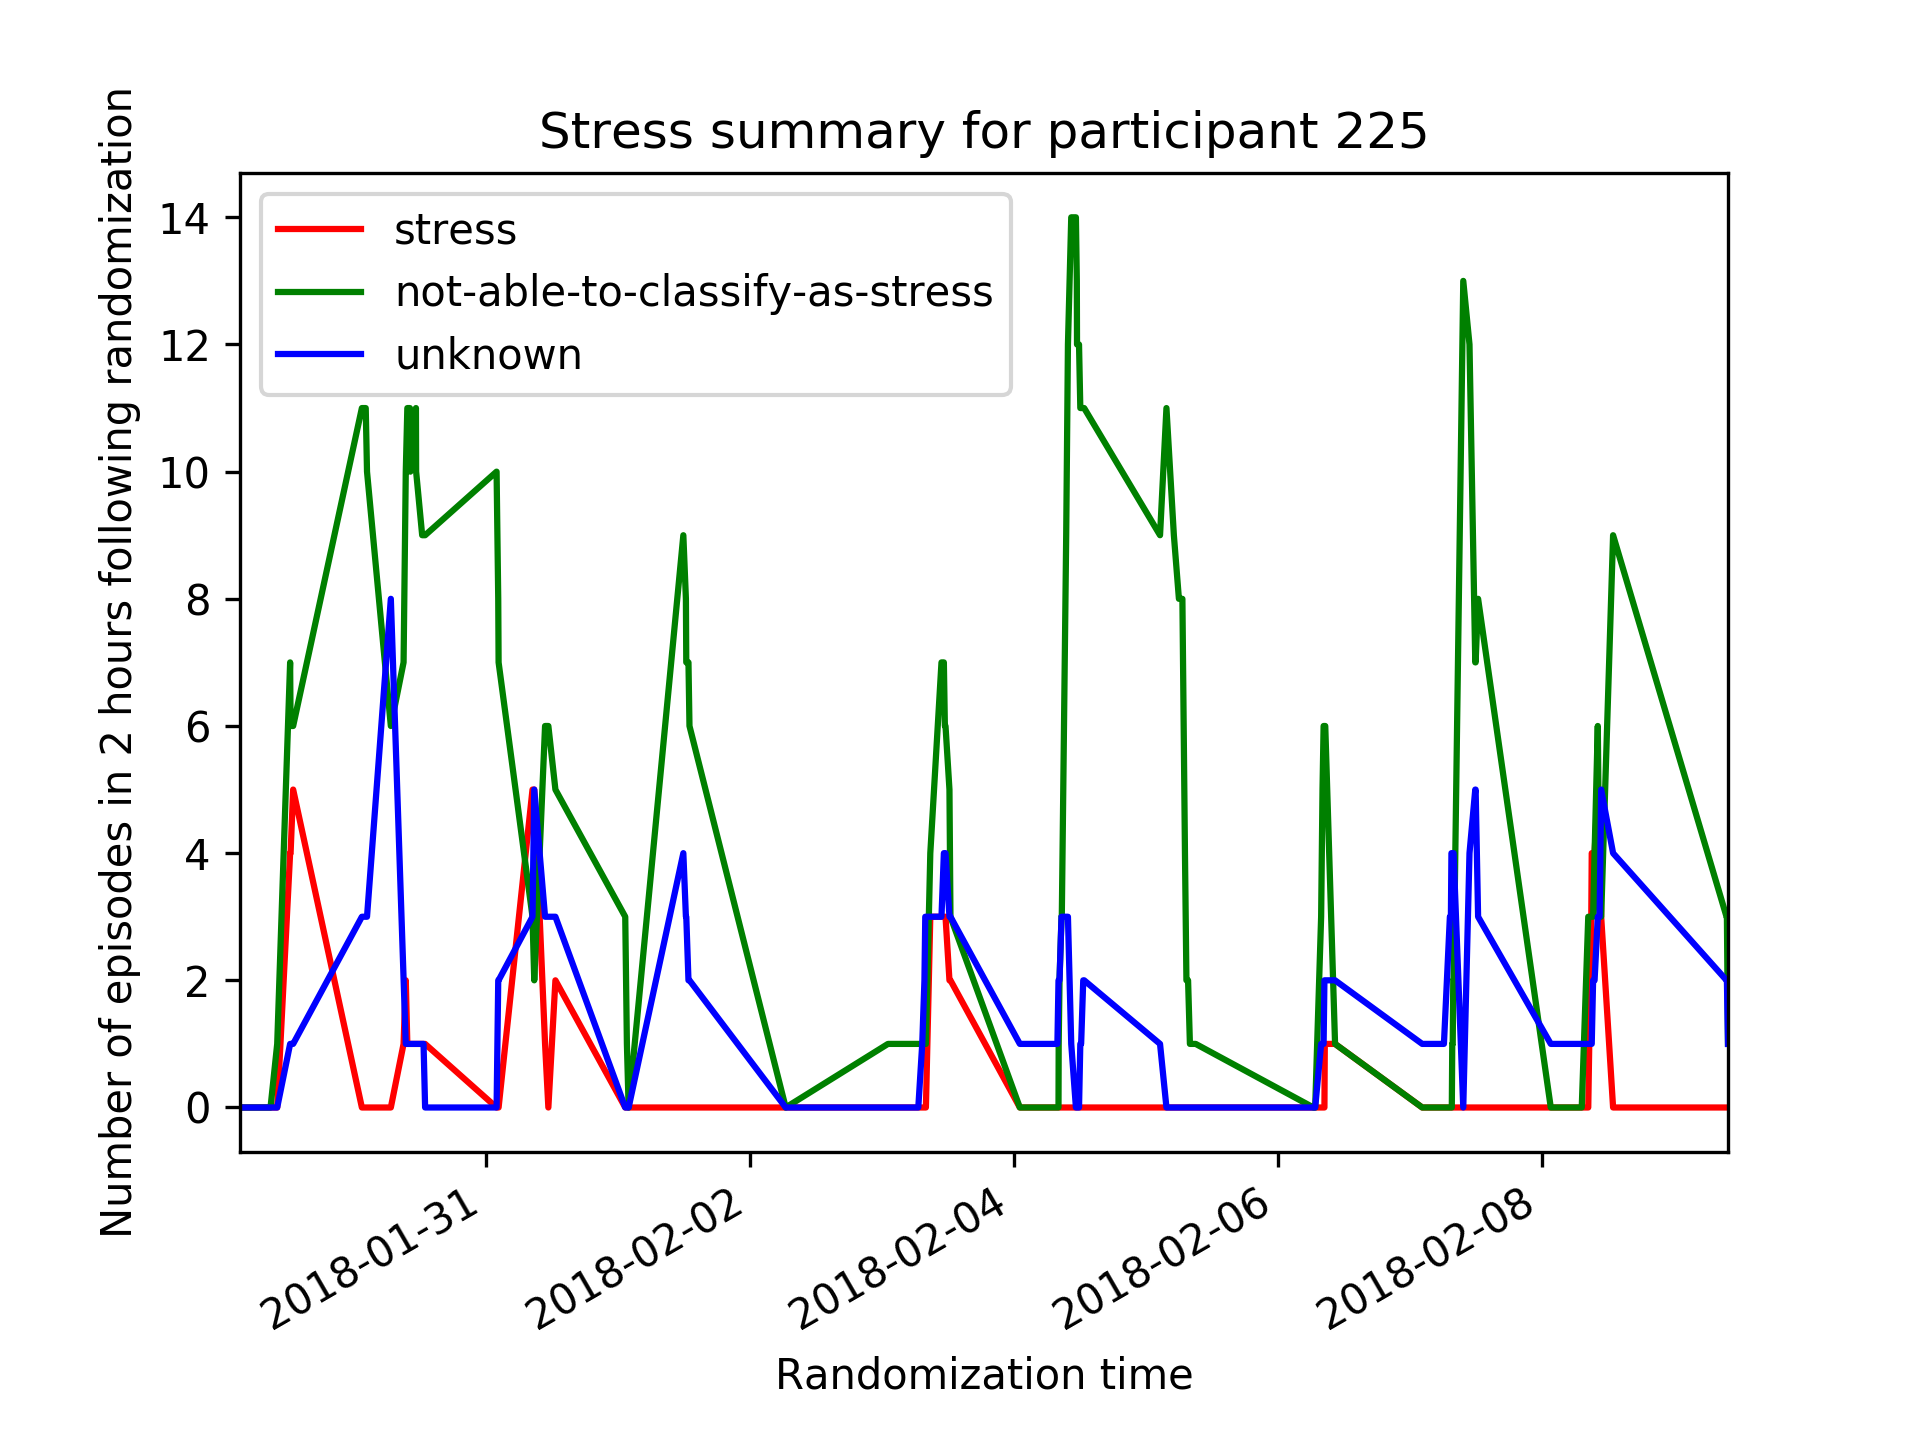 Stress summary for participant 225
stress
not-able-to-classify-as-stress
unknown
Number of episodes in 2 hours following randomization
14
12
10
8
6
4
2
0
2018-01-31
2018-02-02
2018-02-04
2018-02-06
2018-02-08
Randomization time